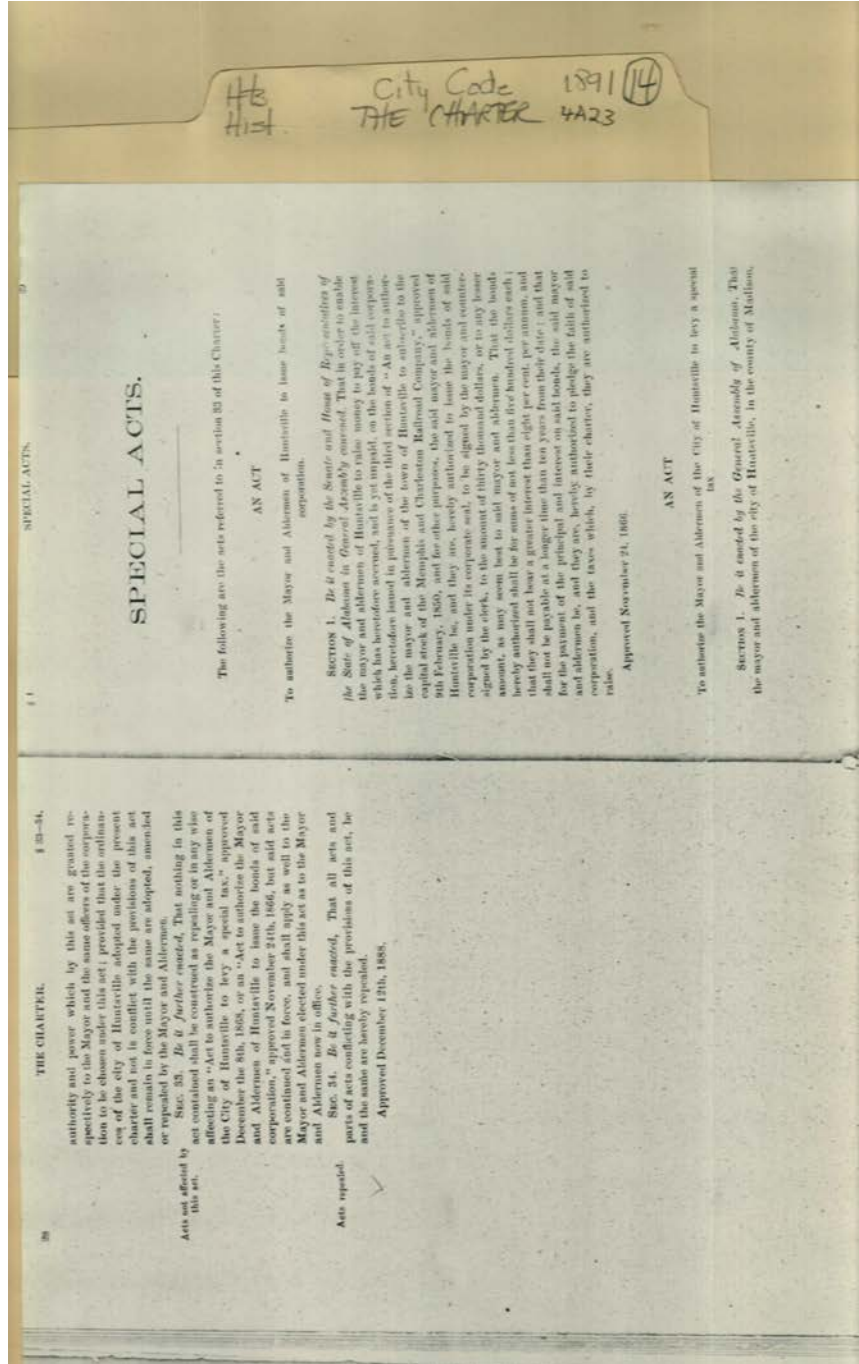 HB City Code 1891 14
Hist. THE CHARTER 4A23
THE CHARTER. § 33—34.
authority and power which by this act are granted re-
spectively to the Mayor and the same officers of the corpora-
tion to be chosen under this act; provided that the ordinan-
ces of the city of Huntsville adopted under the present
charter and not in conflict with the provisions of this act
shall remain in force until the same are adopted, amended
or repealed by the Mayor and Aldermen.
Acts not affected by
this act.
SEC. 33. Be it further enacted, That nothing in this
act contained shall be construed as repealing or in any wise
affecting an "Act to authorize the Mayor and Aldermen of
the City of Huntsville to levy a special tax," approved
December the 8th, 1868, or an "Act to authorize the Mayor
and Aldermen of Huntsville to issue the bonds of said
corporation," approved November 24th, 1866, but said acts
are continued and in force, and shall apply as well to the
Mayor and Aldermen elected under this act as to the Mayor
and Aldermen now in office.
Acts repealed.
SEC. 34. Be it further enacted, That all acts and
parts of acts conflicting with the provisions of this act, be
and the same are hereby repealed.
Approved December 12th, 1888.
§ 1 SPECIAL ACTS.
SPECIAL ACTS.
The following are the acts referred to in section 33 of this Charter:
AN ACT
To authorize the Mayor and Aldermen of Huntsville to issue bonds of said
corporation.
SECTION 1. Be it enacted by the Senate and House of Representatives of
the State of Alabama in General Assembly convened. That in order to enable
the mayor and aldermen of Huntsville to raise money to pay off the interest
which has heretofore accrued, and is yet unpaid, on the bonds of said corpora-
tion, heretofore issued in pursuance of the third section of "An act to author-
ize the mayor and aldermen of the town of Huntsville to subscribe to the
capital stock of the Memphis and Charleston Railroad Company," approved
9th February, 1850, and for other purposes, the said mayor and aldermen of
Huntsville be, and they are, hereby authorized to issue the bonds of said
corporation under its corporate seal, to be signed by the mayor and counter-
signed by the clerk, to the amount of thirty thousand dollars, or to any lesser
amount, as may seem best to said mayor and aldermen. That the bonds
hereby authorized shall be for sums of not less than five hundred dollars each;
that they shall not bear a greater interest than eight per cent. per annum, and
shall not be payable at a longer time than ten years from their date; and that
for the payment of the principal and interest on said bonds, the said mayor
and aldermen be, and they are, hereby authorized to pledge the faith of said
corporation, and the taxes which, by their charter, they are authorized to
raise.
Approved November 24, 1866.
AN ACT
To authorize the Mayor and Aldermen of the City of Huntsville to levy a special
tax
SECTION 1. Be it enacted by the General Assembly of Alabama, That
the mayor and aldermen of the city of Huntsville, in the county of Madison,